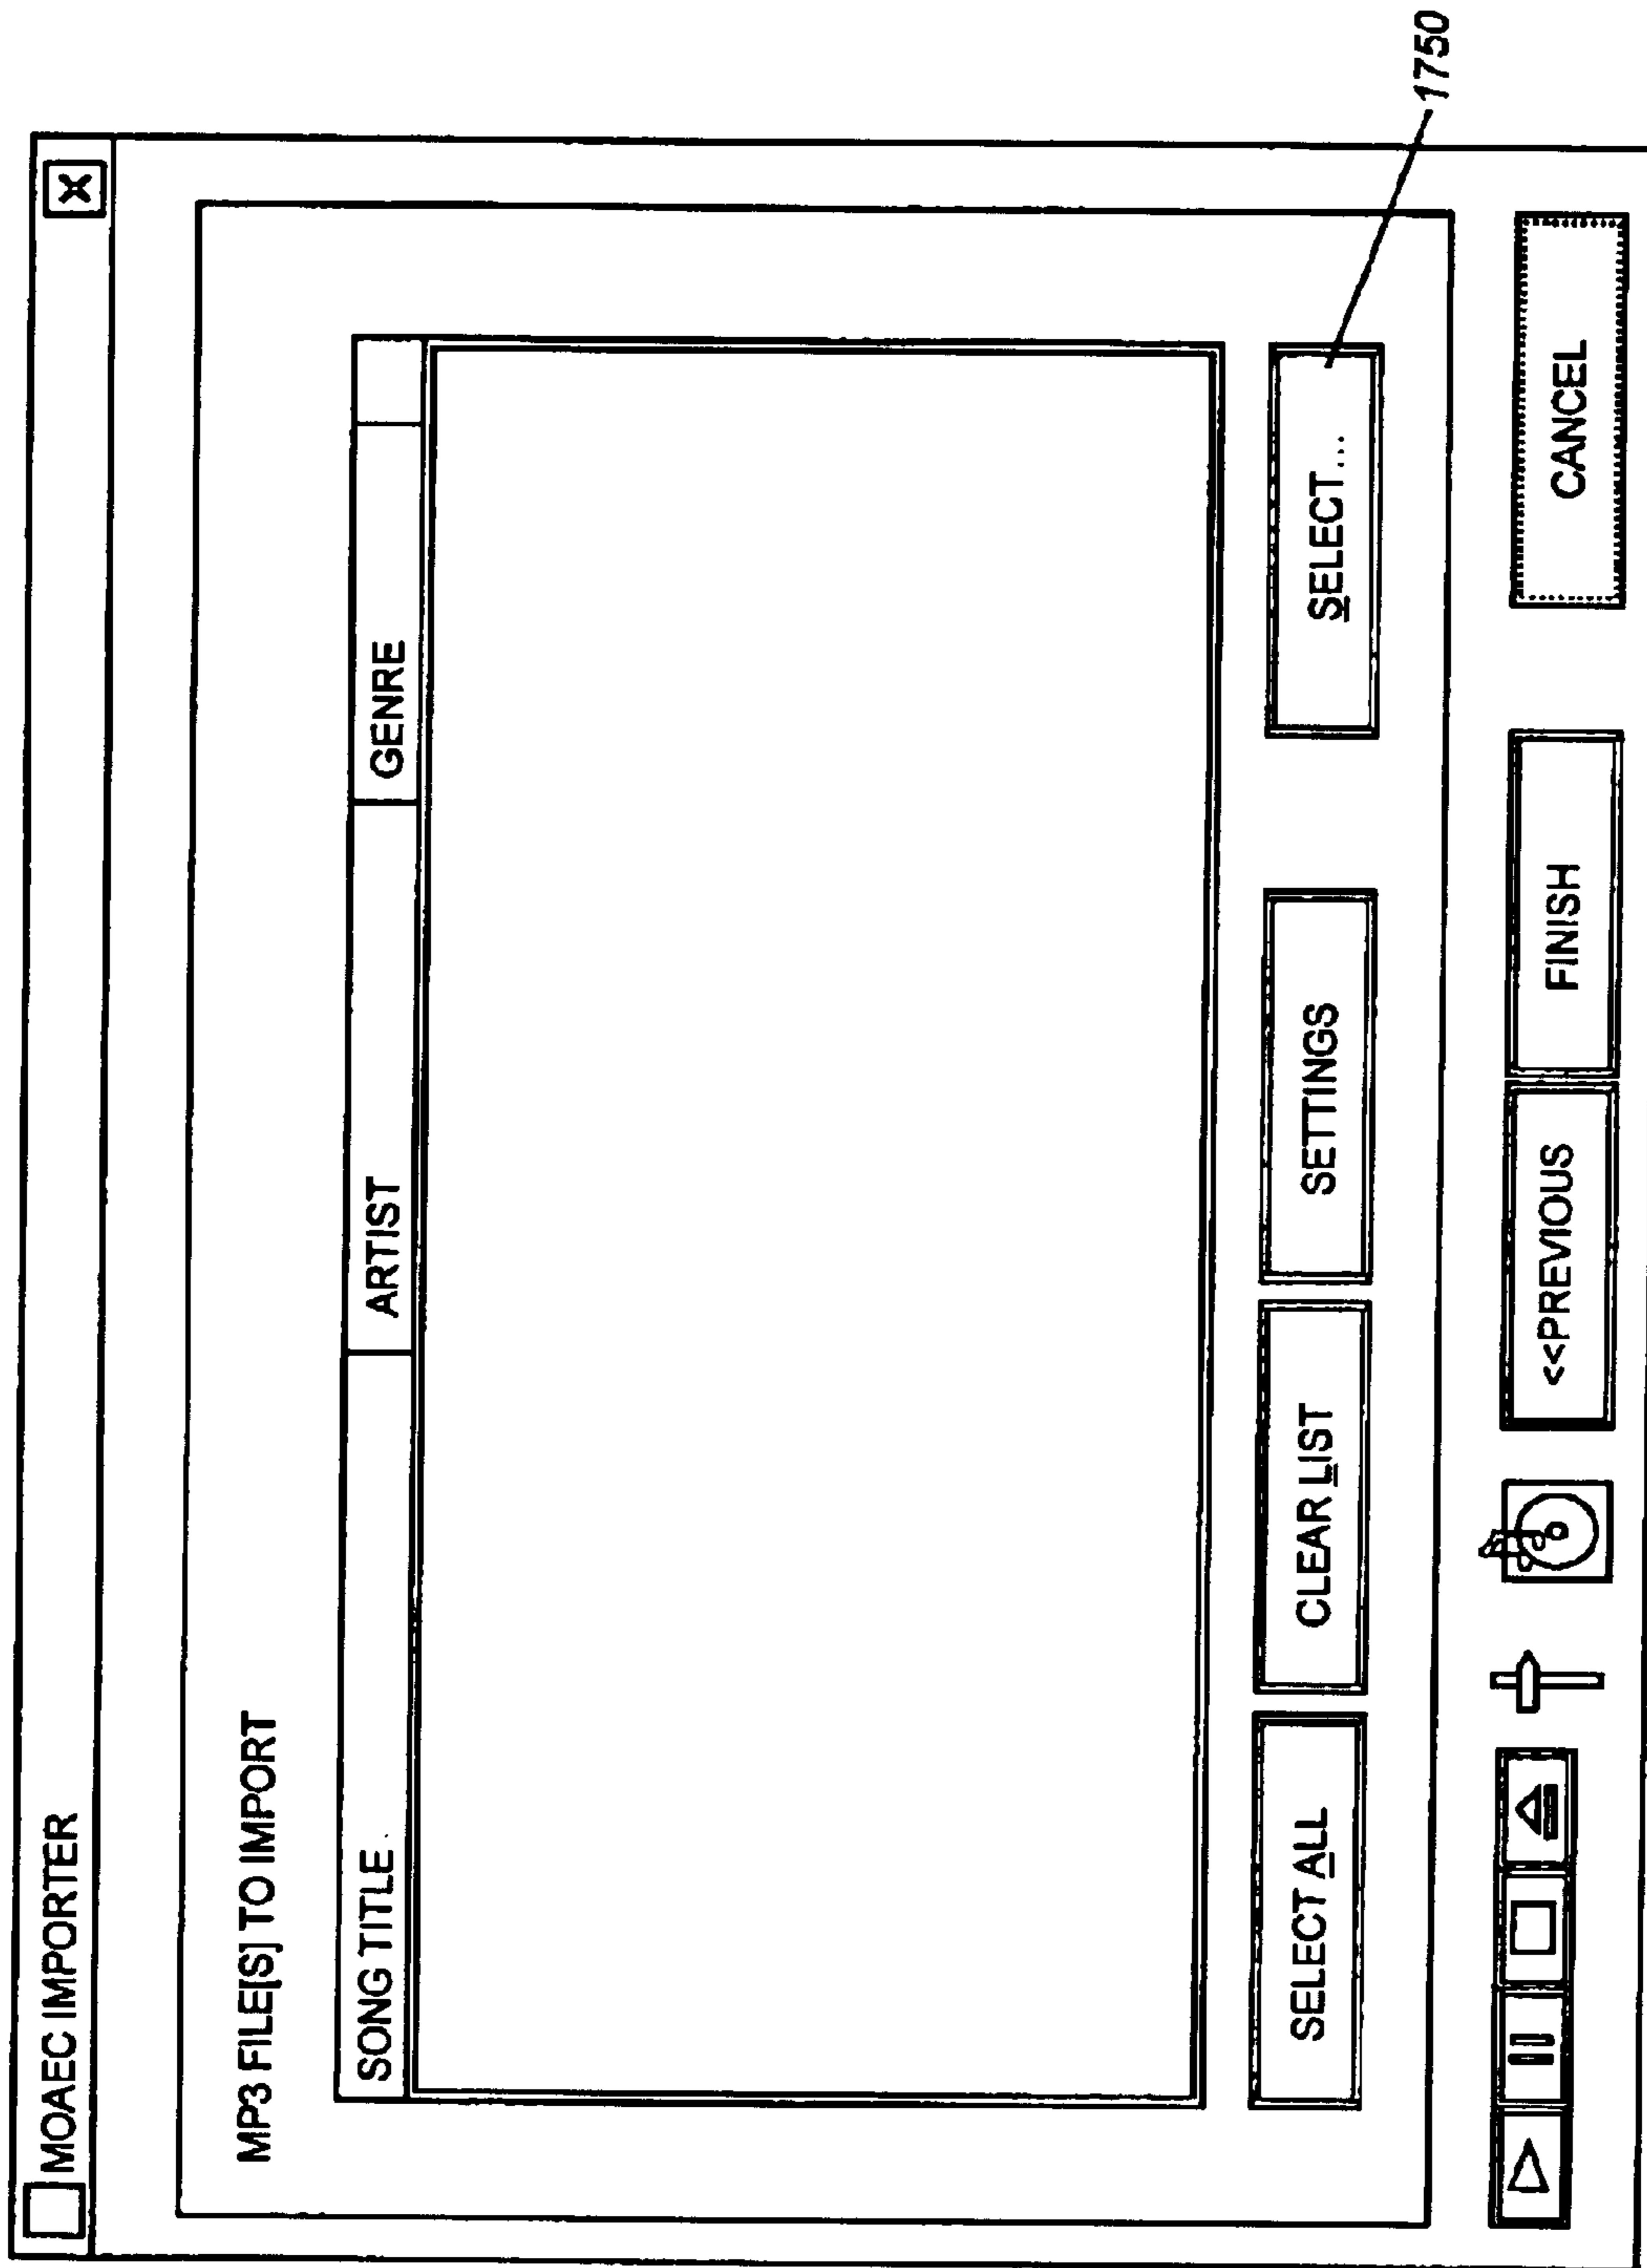 MOAEC IMPORTER
X
MP3 FILE[S] TO IMPORT
SONG TITLE ARTIST GENRE
SELECT ALL CLEAR LIST SETTINGS SELECT...
1750
<<PREVIOUS FINISH CANCEL